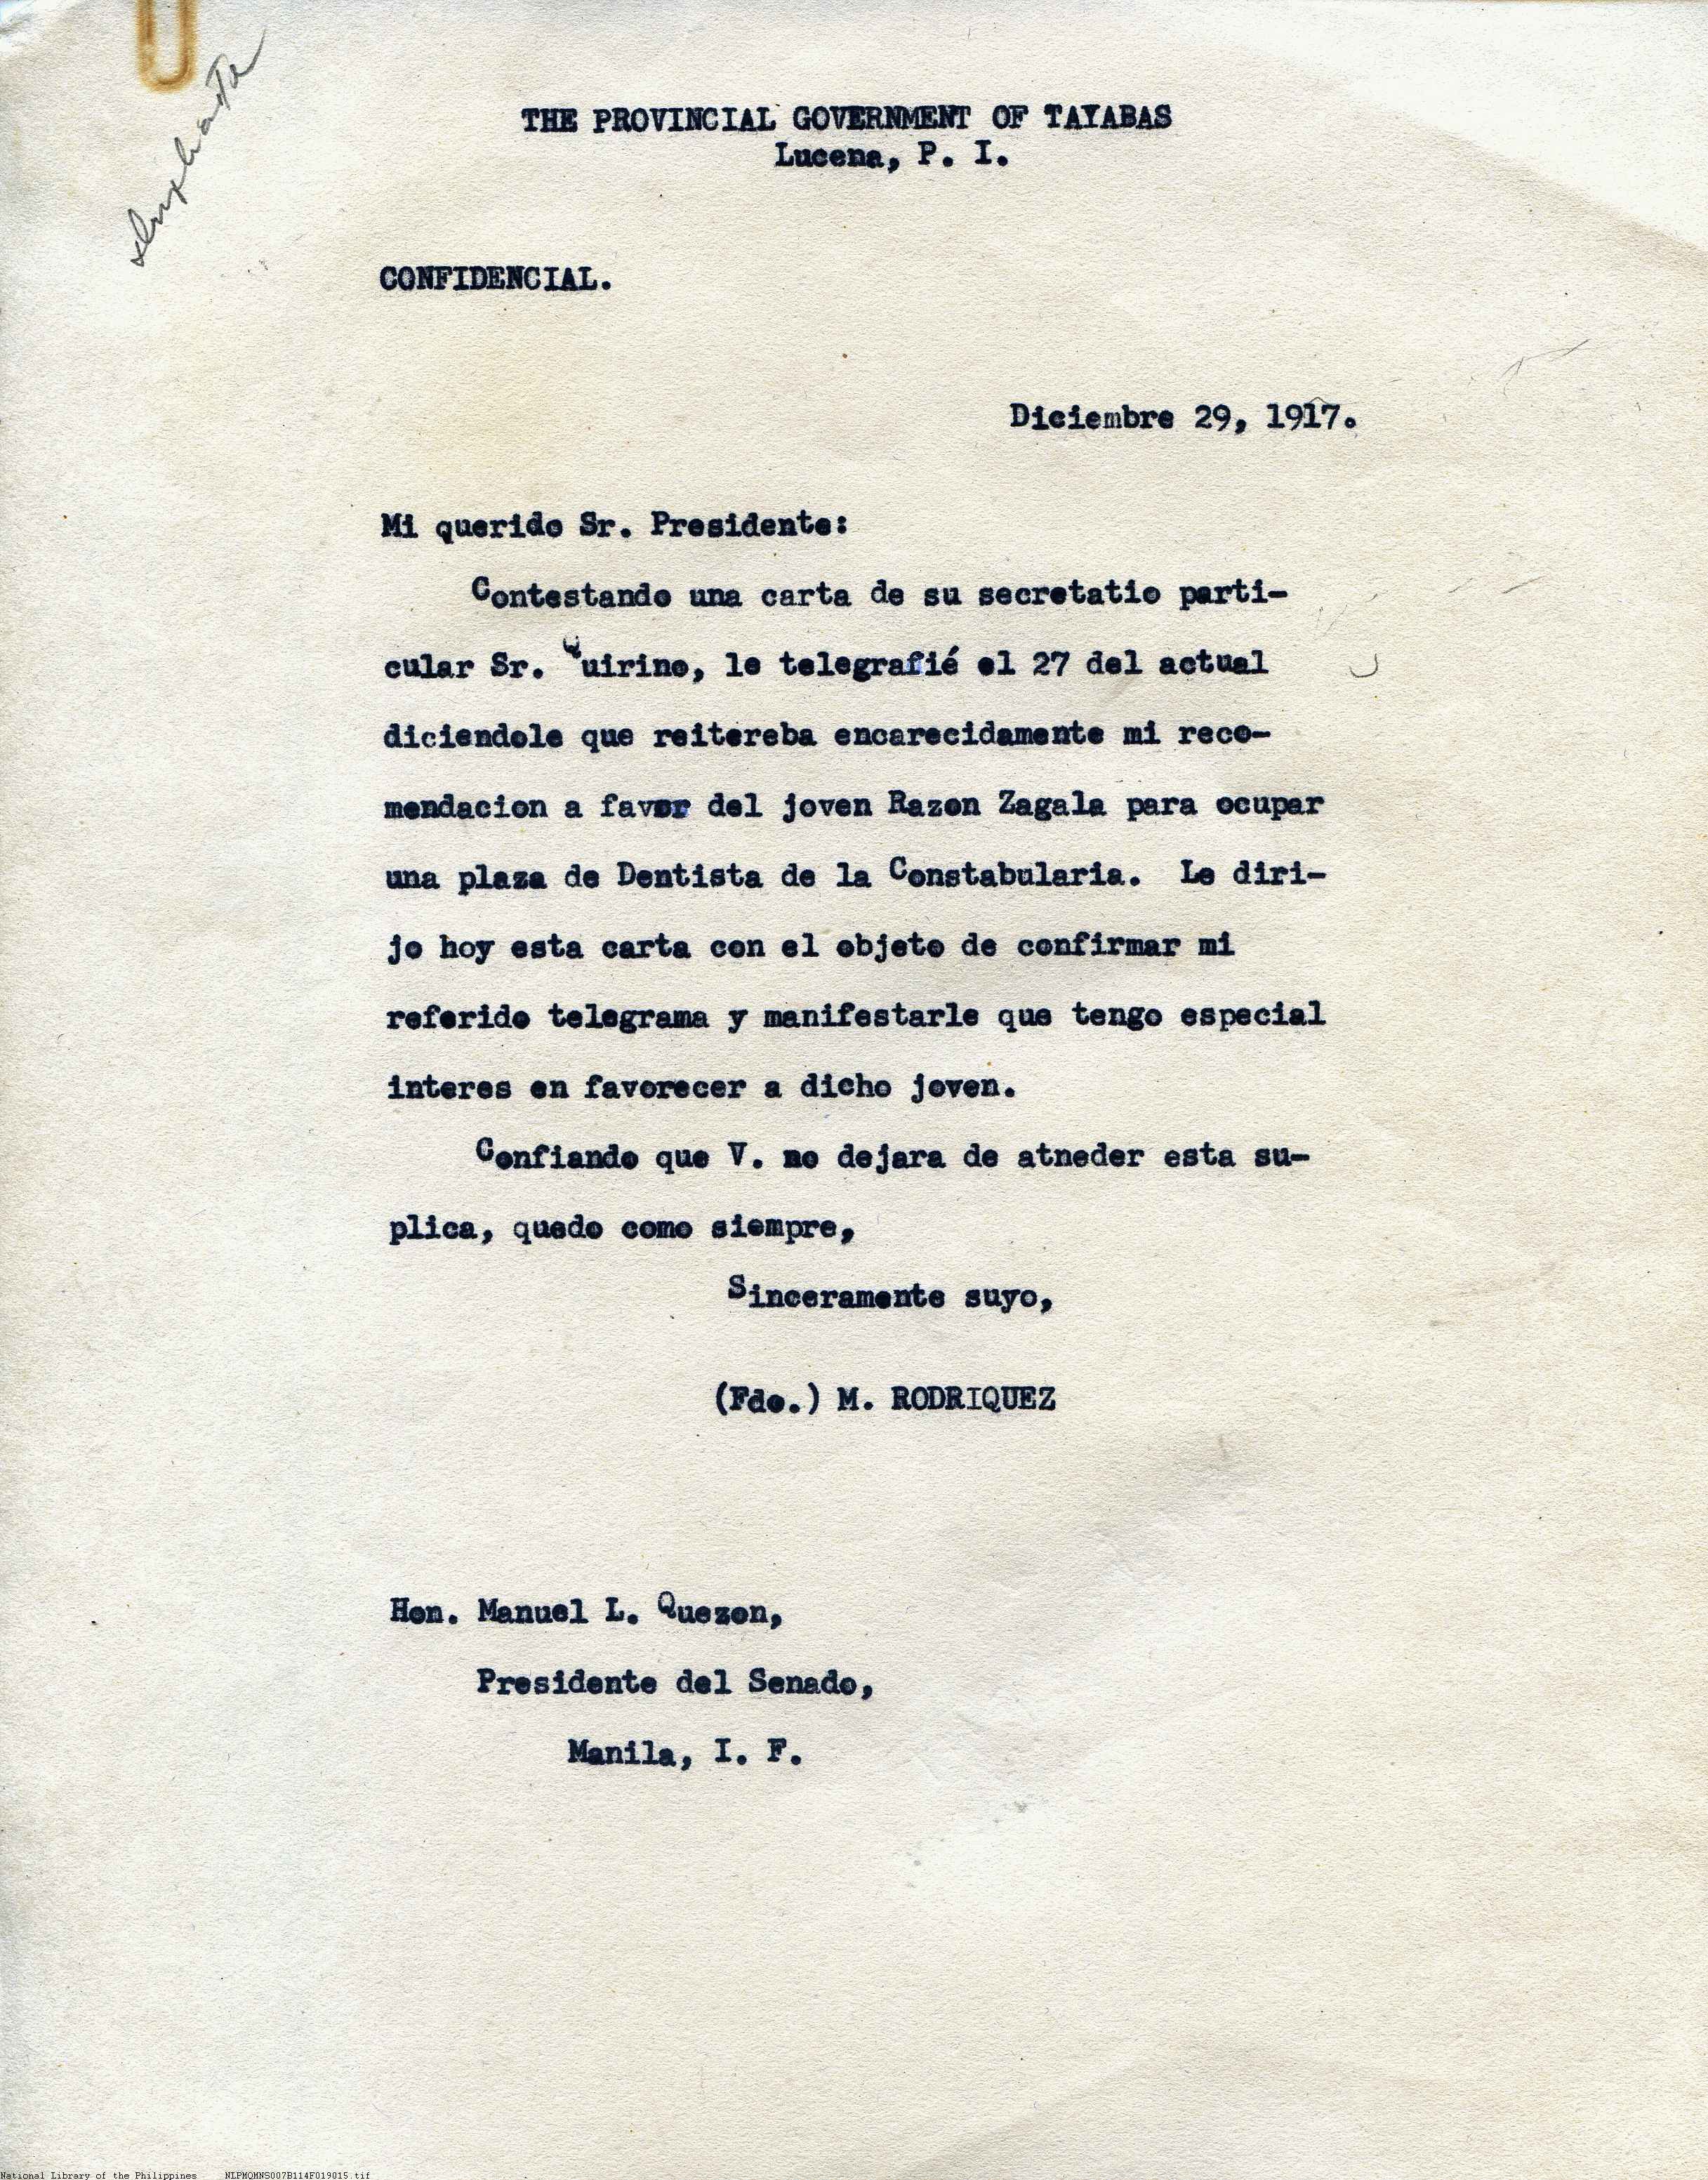 THE PROVINCIAL GOVERNMENT OF TAYABAS
Lucena, P. I.
CONFIDENCIAL.
Diciembre 29, 1917.
Mi querido Sr. Presidente:
Contestando una carta de su secretatio parti-
cular Sr. Quirino, le telegrafié el 27 del actual
diciendole que reitereba encarecidamente mi reco-
mendacion a favor del joven Razon Zagala para ocupar
una plaza de Dentista de la Constabularia. Le diri-
jo hoy esta carta con el objeto de confirmar mi
referido telegrama y manifestarle que tengo especial
interes en favorecer a dicho joven.
Confiando que V. no dejara de atneder esta su-
plica, quedo como siempre,
Sinceramente suyo,
(Fdo.) M. RODRIQUEZ
Hon. Manuel L. Quezon,
Presidente del Senado,
Manila, I. F.
National Library of the Philippines NLPMQMNS007B114F019015.tif